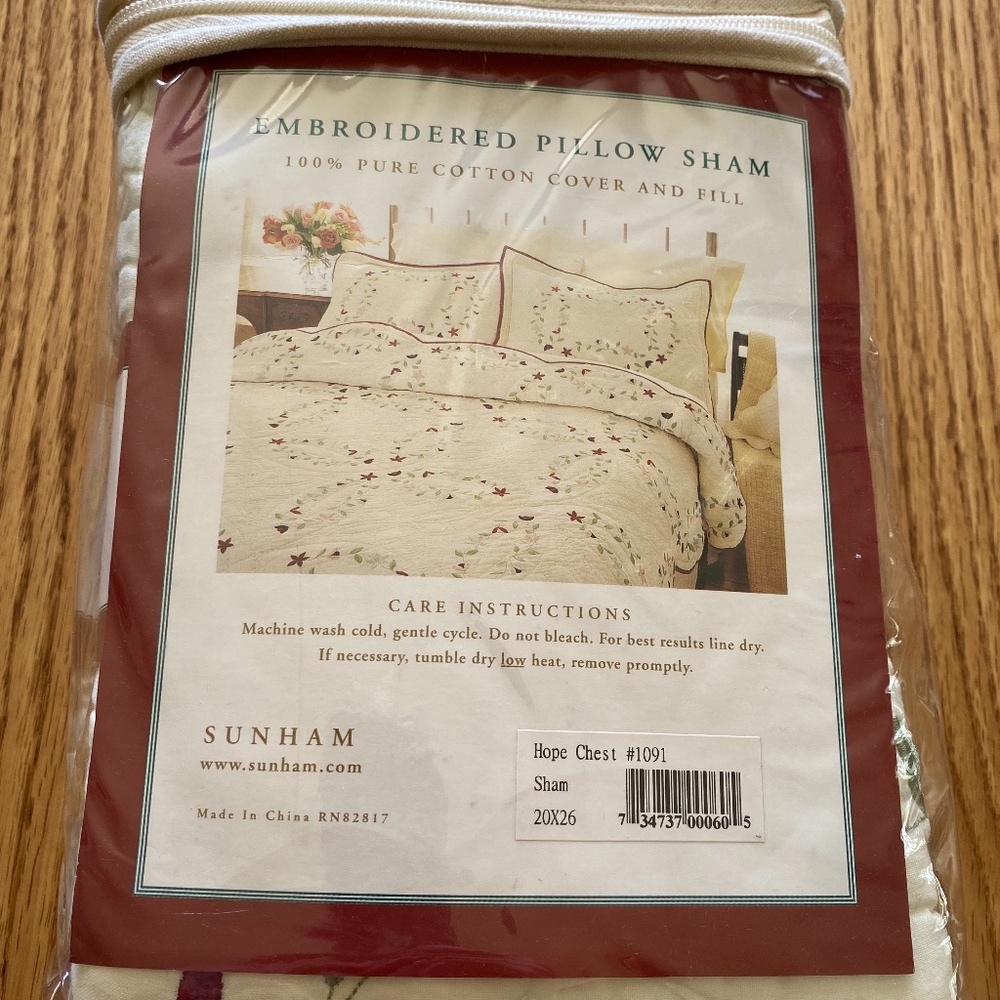 EMBROIDERED PILLOW SHAM
100% PURE COTTON COVER AND FILL
CARE INSTRUCTIONS
Machine wash cold, gentle cycle. Do not bleach. For best results line dry.
If necessary, tumble dry low heat, remove promptly.
SUNHAM
www.sunham.com
Made In China RN82817
Hope Chest #1091
Sham
20X26
7 34737 00060 5